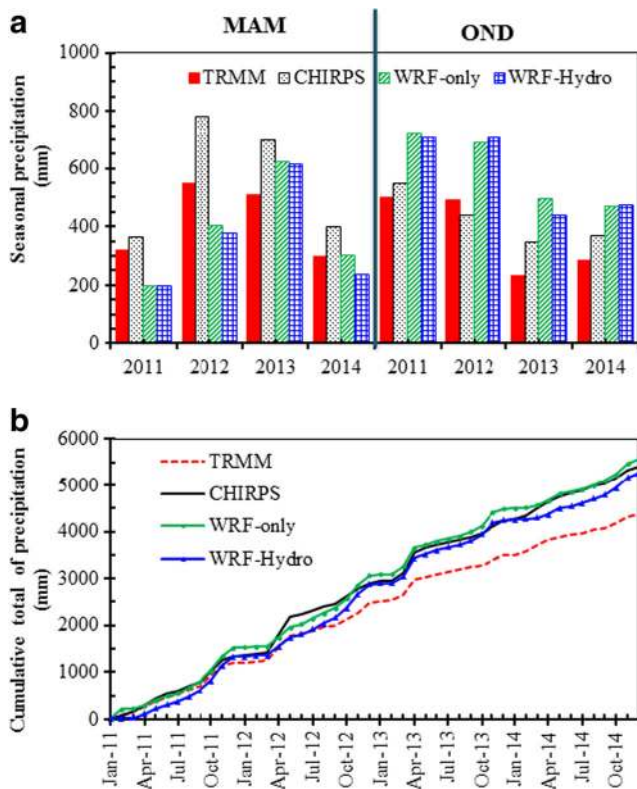 a
MAM OND
1000
800
600
400
200
0
Seasonal precipitation
(mm)
TRMM CHIRPS WRF-only WRF-Hydro
2011 2012 2013 2014 2011 2012 2013 2014
b
6000
5000
4000
3000
2000
1000
0
Cumulative total of precipitation
(mm)
TRMM
CHIRPS
WRF-only
WRF-Hydro
Jan-11 Apr-11 Jul-11 Oct-11 Jan-12 Apr-12 Jul-12 Oct-12 Jan-13 Apr-13 Jul-13 Oct-13 Jan-14 Apr-14 Jul-14 Oct-14